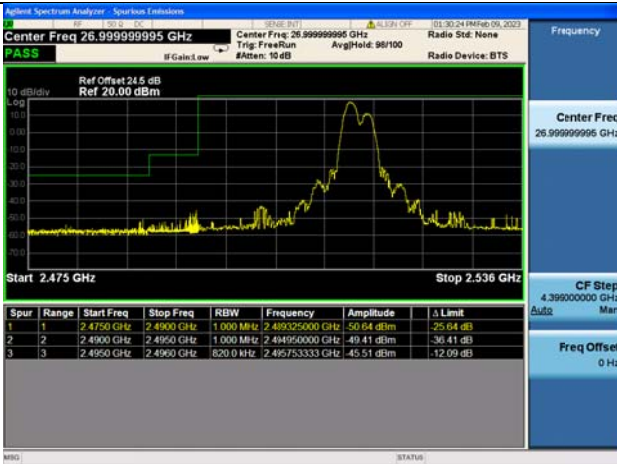 Agilent Spectrum Analyzer - Spurious Emissions
RF 50 Ω DC SENSE:INT ALIGN OFF 01:30:24 PM Feb 09, 2023
Center Freq 26.999999995 GHz
Center Freq: 26.999999995 GHz
Radio Std: None
Trig: FreeRun Avg|Hold: 98/100
PASS
IFGain:Low
#Atten: 10 dB
Radio Device: BTS
Ref Offset 24.5 dB
10 dB/div Ref 20.00 dBm
Log
10.0
0.00
-10.0
-20.0
-30.0
-40.0
-50.0
-60.0
-70.0
Start 2.475 GHz Stop 2.536 GHz
Spur Range Start Freq Stop Freq RBW Frequency Amplitude Δ Limit
1 1 2.4750 GHz 2.4900 GHz 1.000 MHz 2.489325000 GHz -50.64 dBm -25.64 dB
2 2 2.4900 GHz 2.4950 GHz 1.000 MHz 2.494950000 GHz -49.41 dBm -36.41 dB
3 3 2.4950 GHz 2.4960 GHz 820.0 kHz 2.495753333 GHz -45.51 dBm -12.09 dB
MSG STATUS
Frequency
Center Freq
26.999999995 GHz
CF Step
4.399000000 GHz
Auto Man
Freq Offset
0 Hz